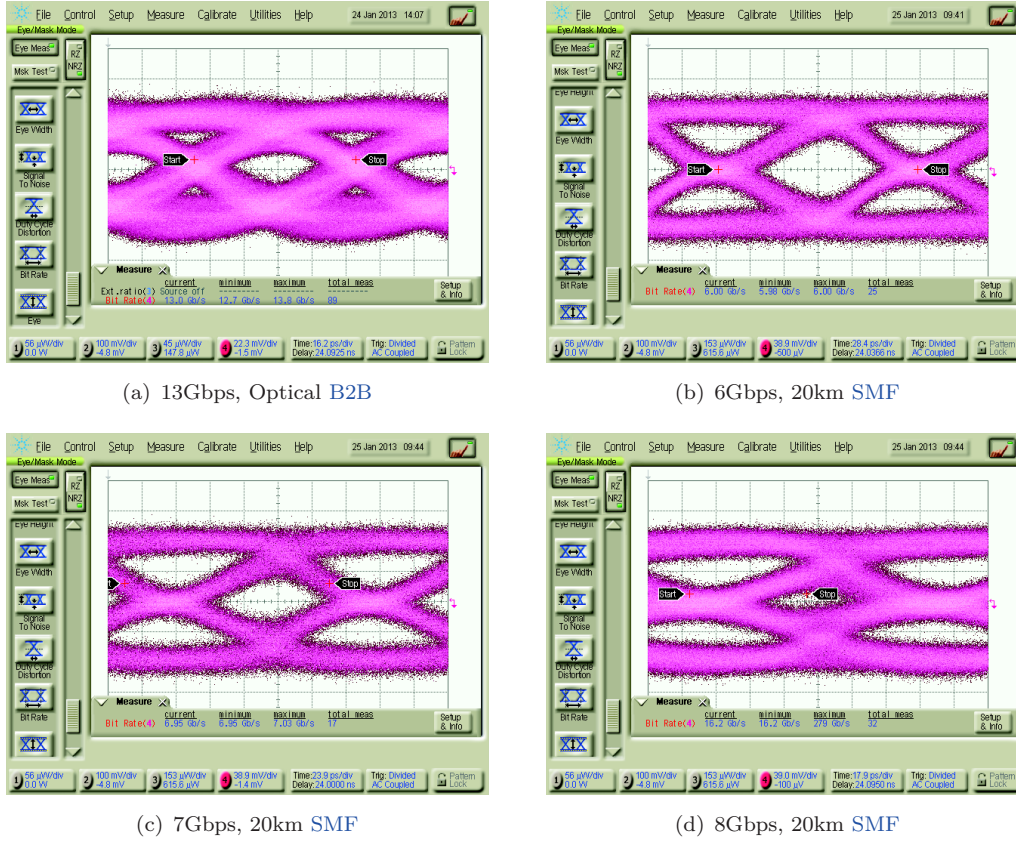 File Control Setup Measure Calibrate Utilities Help 24 Jan 2013 14:07
Eye/Mask Mode
Eye Meas
Msk Test
RZ
NRZ
Eye Width
Signal
To Noise
Duty Cycle
Distortion
Bit Rate
Eye
Start
Stop
Measure
current minimum maximum total meas
Ext.ratio(3) Source off --------- --------- ---------
Bit Rate(4) 13.0 Gb/s 12.7 Gb/s 13.8 Gb/s 89
Setup
& Info
1 56 µW/div 0.0 W
2 100 mV/div -4.8 mV
3 45 µW/div 147.8 µW
4 22.3 mV/div -1.5 mV
Time:16.2 ps/div
Delay:24.0925 ns
Trig: Divided
AC Coupled
Pattern
Lock
(a) 13Gbps, Optical B2B
File Control Setup Measure Calibrate Utilities Help 25 Jan 2013 09:41
Eye/Mask Mode
Eye Meas
Msk Test
RZ
NRZ
Eye Height
Eye Width
Signal
To Noise
Duty Cycle
Distortion
Bit Rate
Start
Stop
Measure
current minimum maximum total meas
Bit Rate(4) 6.00 Gb/s 5.98 Gb/s 6.00 Gb/s 25
Setup
& Info
1 56 µW/div 0.0 W
2 100 mV/div -4.8 mV
3 153 µW/div 615.6 µW
4 38.9 mV/div -500 µV
Time:28.4 ps/div
Delay:24.0366 ns
Trig: Divided
AC Coupled
Pattern
Lock
(b) 6Gbps, 20km SMF
File Control Setup Measure Calibrate Utilities Help 25 Jan 2013 09:44
Eye/Mask Mode
Eye Meas
Msk Test
RZ
NRZ
Eye Height
Eye Width
Signal
To Noise
Duty Cycle
Distortion
Bit Rate
t
Stop
Measure
current minimum maximum total meas
Bit Rate(4) 6.95 Gb/s 6.95 Gb/s 7.03 Gb/s 17
Setup
& Info
1 56 µW/div 0.0 W
2 100 mV/div -4.8 mV
3 153 µW/div 615.6 µW
4 38.9 mV/div -1.4 mV
Time:23.9 ps/div
Delay:24.0000 ns
Trig: Divided
AC Coupled
Pattern
Lock
(c) 7Gbps, 20km SMF
File Control Setup Measure Calibrate Utilities Help 25 Jan 2013 09:44
Eye/Mask Mode
Eye Meas
Msk Test
RZ
NRZ
Eye Height
Eye Width
Signal
To Noise
Duty Cycle
Distortion
Bit Rate
Start
Stop
Measure
current minimum maximum total meas
Bit Rate(4) 16.2 Gb/s 16.2 Gb/s 279 Gb/s 32
Setup
& Info
1 56 µW/div 0.0 W
2 100 mV/div -4.8 mV
3 153 µW/div 615.6 µW
4 39.0 mV/div -100 µV
Time:17.9 ps/div
Delay:24.0950 ns
Trig: Divided
AC Coupled
Pattern
Lock
(d) 8Gbps, 20km SMF